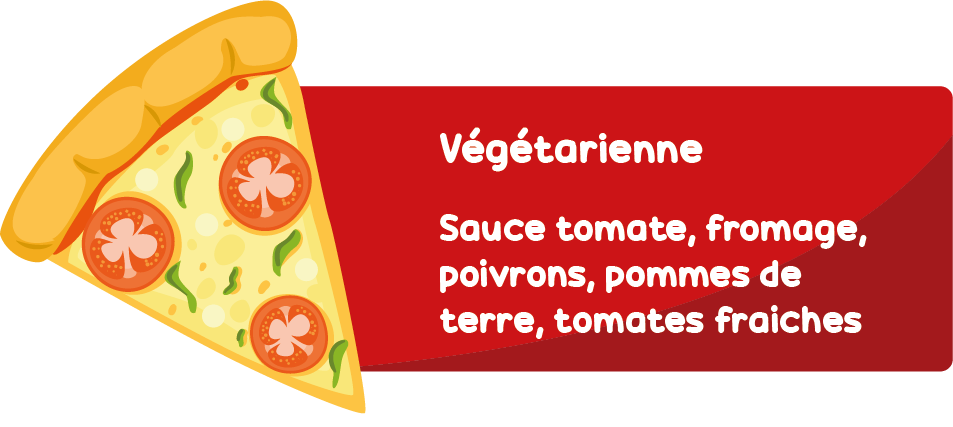 Végétarienne
Sauce tomate, fromage,
poivrons, pommes de
terre, tomates fraiches